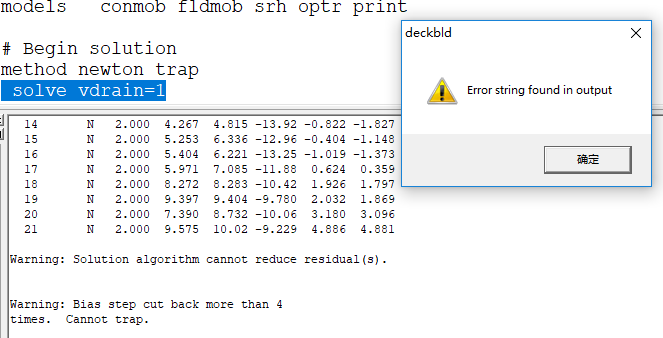 models   conmob fldmob srh optr print
# Begin solution
method newton trap
solve vdrain=1
deckbld
Error string found in output
确定
14 N 2.000 4.267 4.815 -13.92 -0.822 -1.827
15 N 2.000 5.253 6.336 -12.96 -0.404 -1.148
16 N 2.000 5.404 6.221 -13.25 -1.019 -1.373
17 N 2.000 5.971 7.085 -11.88 0.624 0.359
18 N 2.000 8.272 8.283 -10.42 1.926 1.797
19 N 2.000 9.397 9.404 -9.780 2.032 1.869
20 N 2.000 7.390 8.732 -10.06 3.180 3.096
21 N 2.000 9.575 10.02 -9.229 4.886 4.881
Warning: Solution algorithm cannot reduce residual(s).
Warning: Bias step cut back more than 4
times.  Cannot trap.